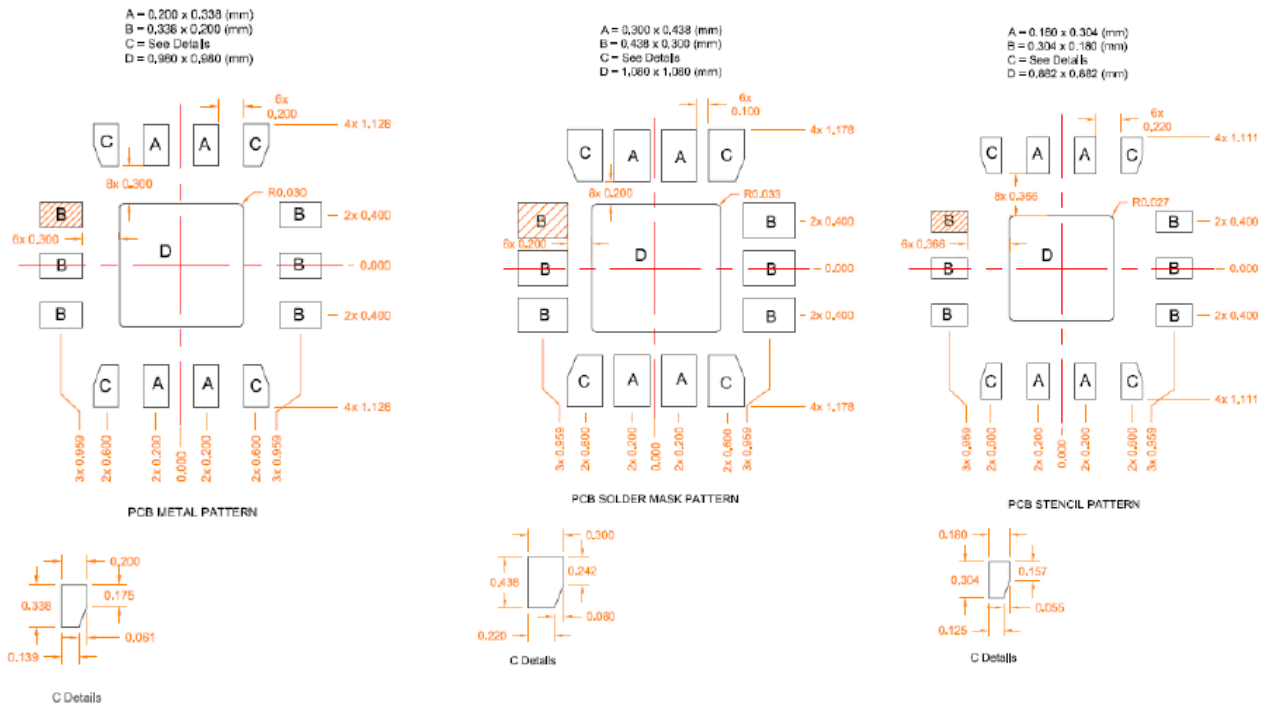 A = 0.200 x 0.338 (mm)
B = 0.338 x 0.200 (mm)
C = See Details
D = 0.980 x 0.980 (mm)
6x
0.200
4x 1.128
C
A
A
C
8x 0.300
R0.030
B
B
2x 0.400
6x 0.300
D
B
B
0.000
B
B
2x 0.400
C
A
A
C
4x 1.128
3x 0.959
2x 0.600
2x 0.200
0.000
2x 0.200
2x 0.600
3x 0.959
PCB METAL PATTERN
0.200
0.338
0.175
0.061
0.139
C Details
A = 0.300 x 0.438 (mm)
B = 0.438 x 0.300 (mm)
C = See Details
D = 1.080 x 1.080 (mm)
6x
0.100
4x 1.178
C
A
A
C
8x 0.200
R0.033
B
B
2x 0.400
6x 0.200
D
B
B
0.000
B
B
2x 0.400
C
A
A
C
4x 1.178
3x 0.959
2x 0.600
2x 0.200
0.000
2x 0.200
2x 0.600
3x 0.959
PCB SOLDER MASK PATTERN
0.300
0.438
0.242
0.080
0.220
C Details
A = 0.180 x 0.304 (mm)
B = 0.304 x 0.180 (mm)
C = See Details
D = 0.882 x 0.882 (mm)
6x
0.220
4x 1.111
C
A
A
C
8x 0.366
R0.027
B
B
2x 0.400
6x 0.366
D
B
B
0.000
B
B
2x 0.400
C
A
A
C
4x 1.111
3x 0.959
2x 0.600
2x 0.200
0.000
2x 0.200
2x 0.600
3x 0.959
PCB STENCIL PATTERN
0.180
0.304
0.157
0.055
0.125
C Details